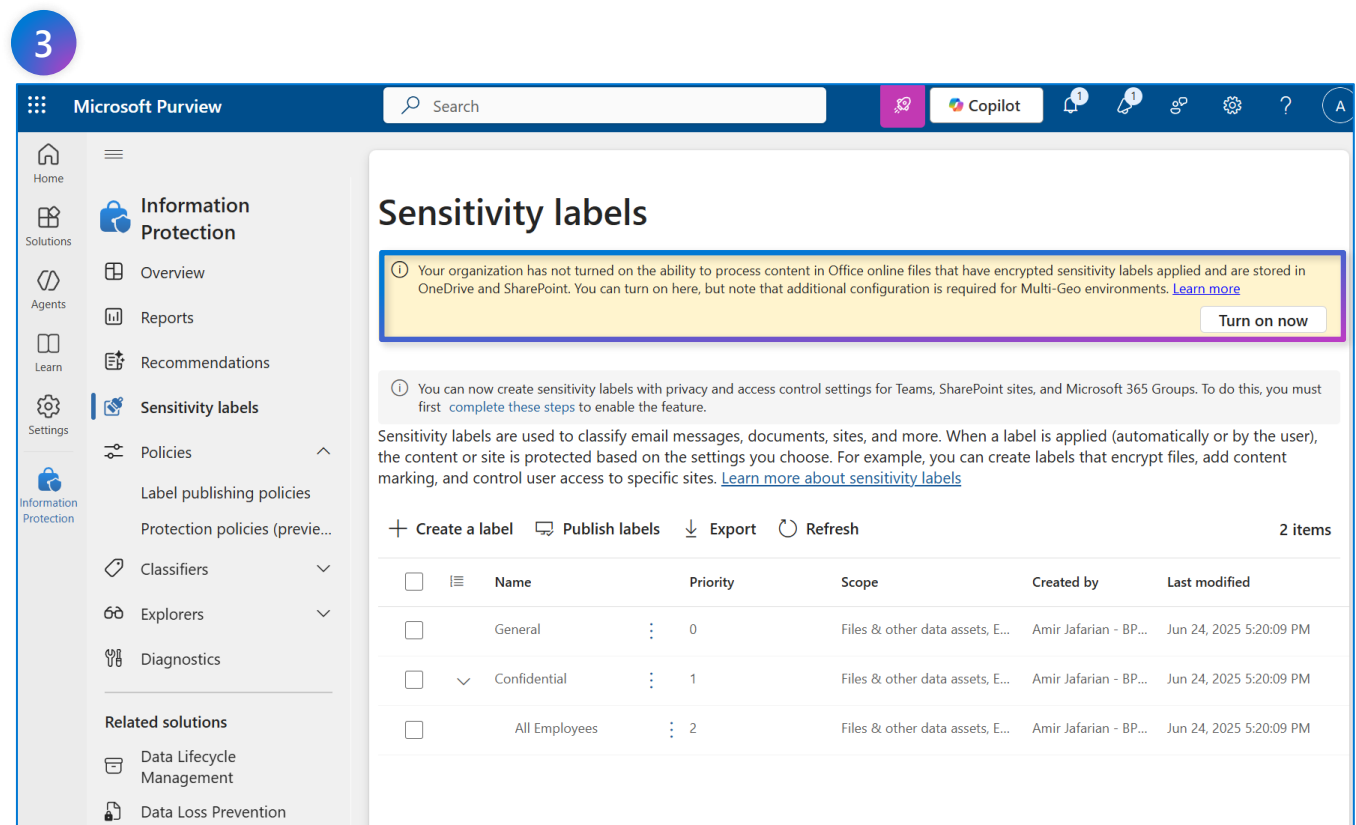 3
Microsoft Purview
Search
Copilot
1
1
?
A
Home
Solutions
Agents
Learn
Settings
Information
Protection
Information
Protection
Overview
Reports
Recommendations
Sensitivity labels
Policies
Label publishing policies
Protection policies (previe...
Classifiers
Explorers
Diagnostics
Related solutions
Data Lifecycle
Management
Data Loss Prevention
Sensitivity labels
Your organization has not turned on the ability to process content in Office online files that have encrypted sensitivity labels applied and are stored in
OneDrive and SharePoint. You can turn on here, but note that additional configuration is required for Multi-Geo environments. Learn more
Turn on now
You can now create sensitivity labels with privacy and access control settings for Teams, SharePoint sites, and Microsoft 365 Groups. To do this, you must
first complete these steps to enable the feature.
Sensitivity labels are used to classify email messages, documents, sites, and more. When a label is applied (automatically or by the user),
the content or site is protected based on the settings you choose. For example, you can create labels that encrypt files, add content
marking, and control user access to specific sites. Learn more about sensitivity labels
Create a label Publish labels Export Refresh 2 items
Name Priority Scope Created by Last modified
General 0 Files & other data assets, E... Amir Jafarian - BP... Jun 24, 2025 5:20:09 PM
Confidential 1 Files & other data assets, E... Amir Jafarian - BP... Jun 24, 2025 5:20:09 PM
All Employees 2 Files & other data assets, E... Amir Jafarian - BP... Jun 24, 2025 5:20:09 PM